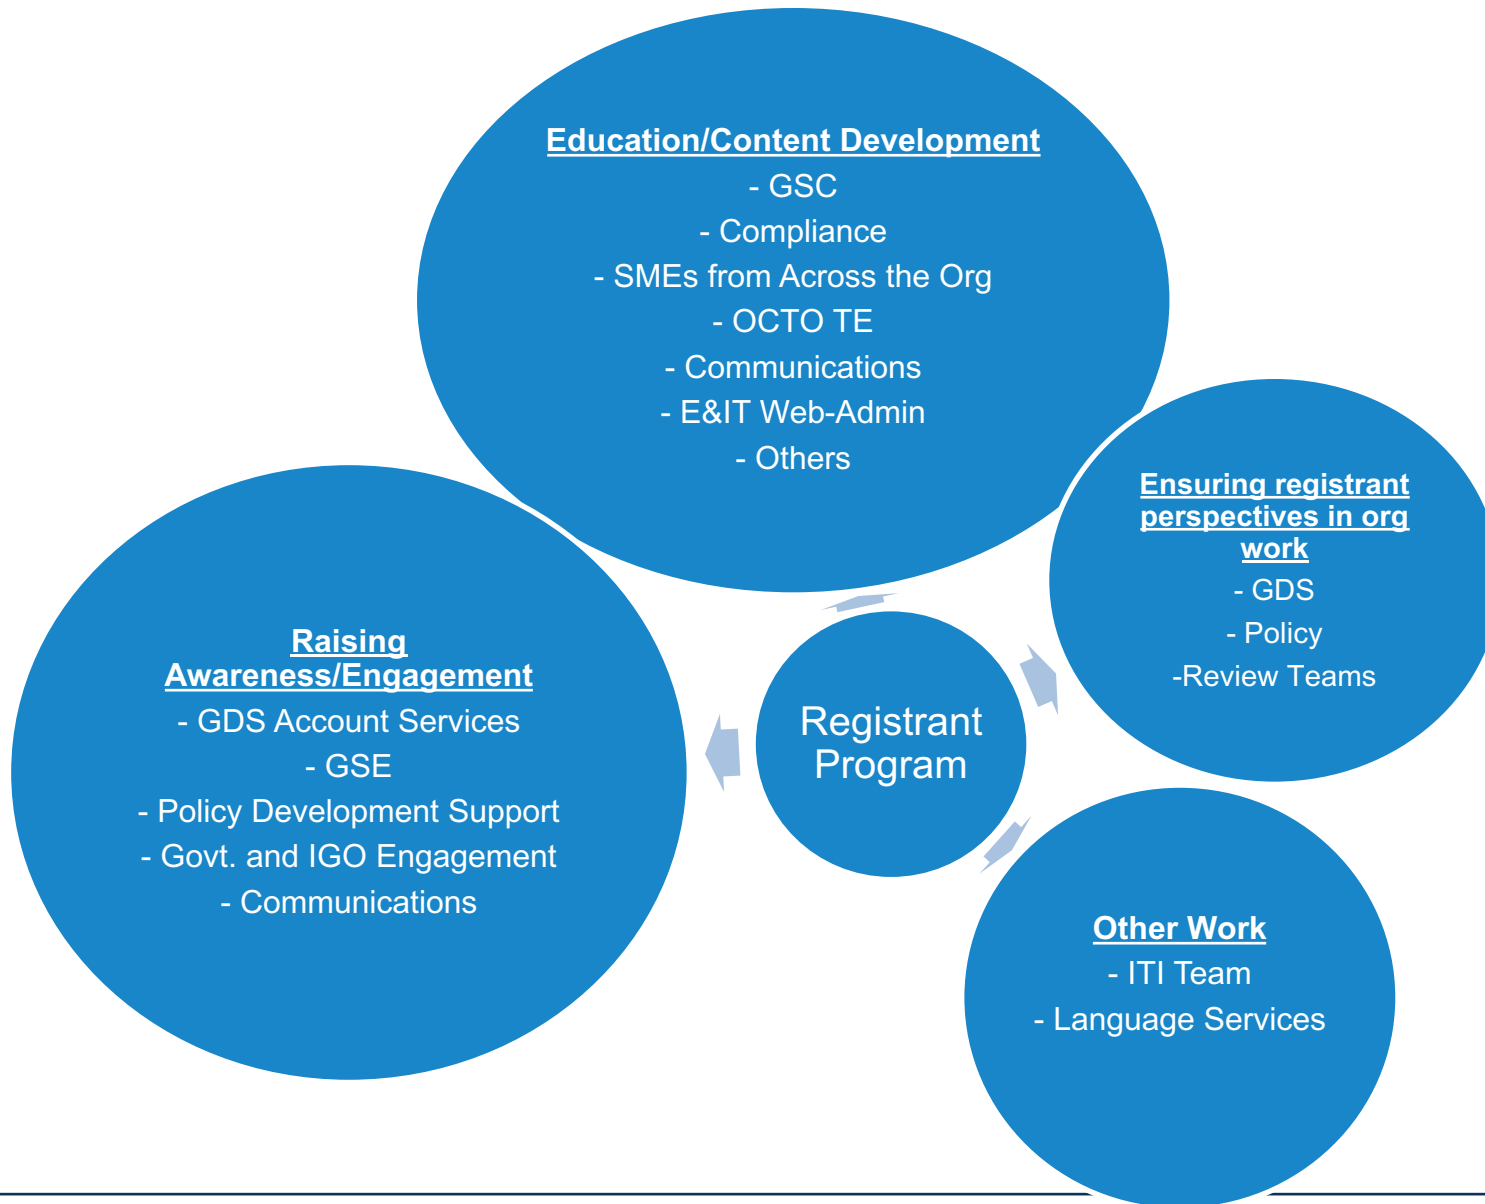 Education/Content Development
- GSC
- Compliance
- SMEs from Across the Org
- OCTO TE
- Communications
- E&IT Web-Admin
- Others
Ensuring registrant
perspectives in org
work
- GDS
- Policy
-Review Teams
Raising
Awareness/Engagement
- GDS Account Services
- GSE
- Policy Development Support
- Govt. and IGO Engagement
- Communications
Registrant
Program
Other Work
- ITI Team
- Language Services